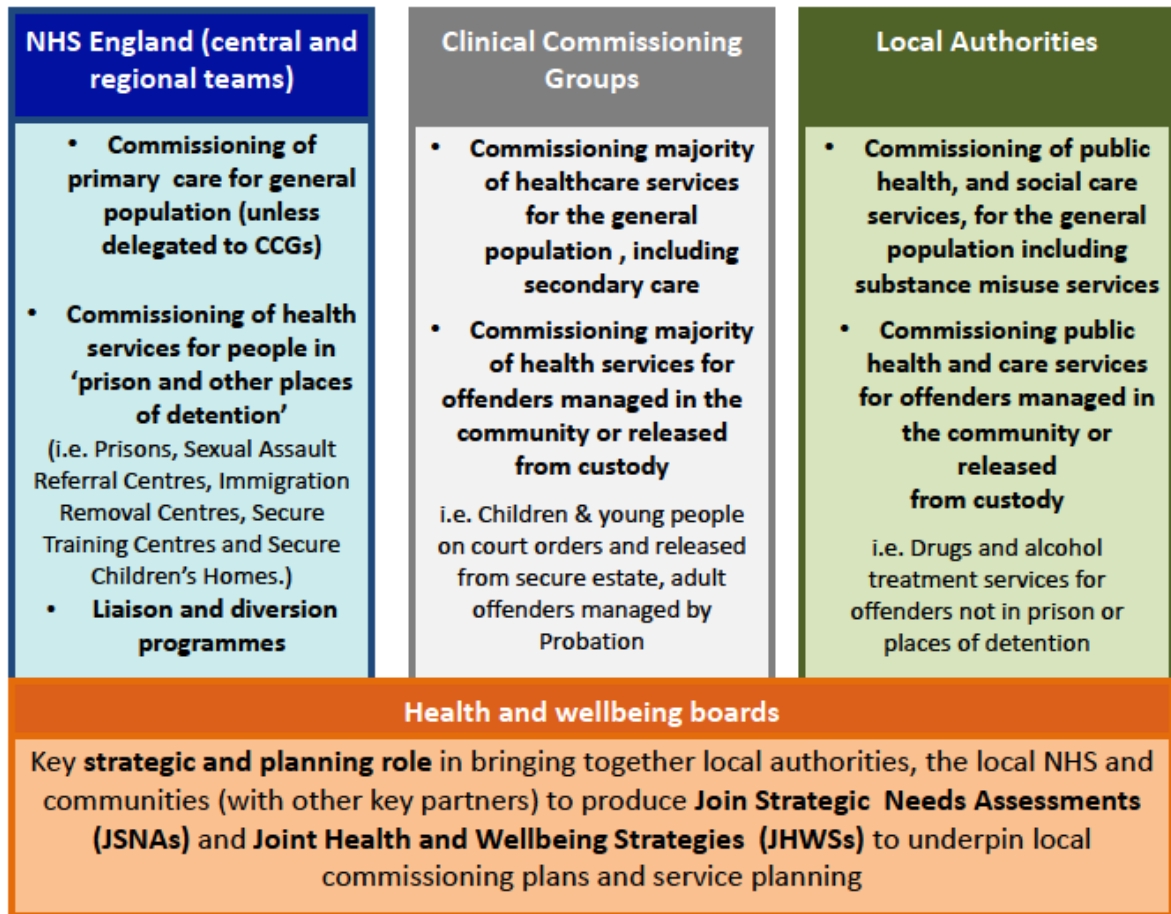 NHS England (central and
regional teams)
• Commissioning of
primary care for general
population (unless
delegated to CCGs)
• Commissioning of health
services for people in
‘prison and other places
of detention’
(i.e. Prisons, Sexual Assault
Referral Centres, Immigration
Removal Centres, Secure
Training Centres and Secure
Children’s Homes.)
• Liaison and diversion
programmes
Clinical Commissioning
Groups
• Commissioning majority
of healthcare services
for the general
population , including
secondary care
• Commissioning majority
of health services for
offenders managed in the
community or released
from custody
i.e. Children & young people
on court orders and released
from secure estate, adult
offenders managed by
Probation
Local Authorities
• Commissioning of public
health, and social care
services, for the general
population including
substance misuse services
• Commissioning public
health and care services
for offenders managed in
the community or
released
from custody
i.e. Drugs and alcohol
treatment services for
offenders not in prison or
places of detention
Health and wellbeing boards
Key strategic and planning role in bringing together local authorities, the local NHS and
communities (with other key partners) to produce Join Strategic Needs Assessments
(JSNAs) and Joint Health and Wellbeing Strategies (JHWSs) to underpin local
commissioning plans and service planning